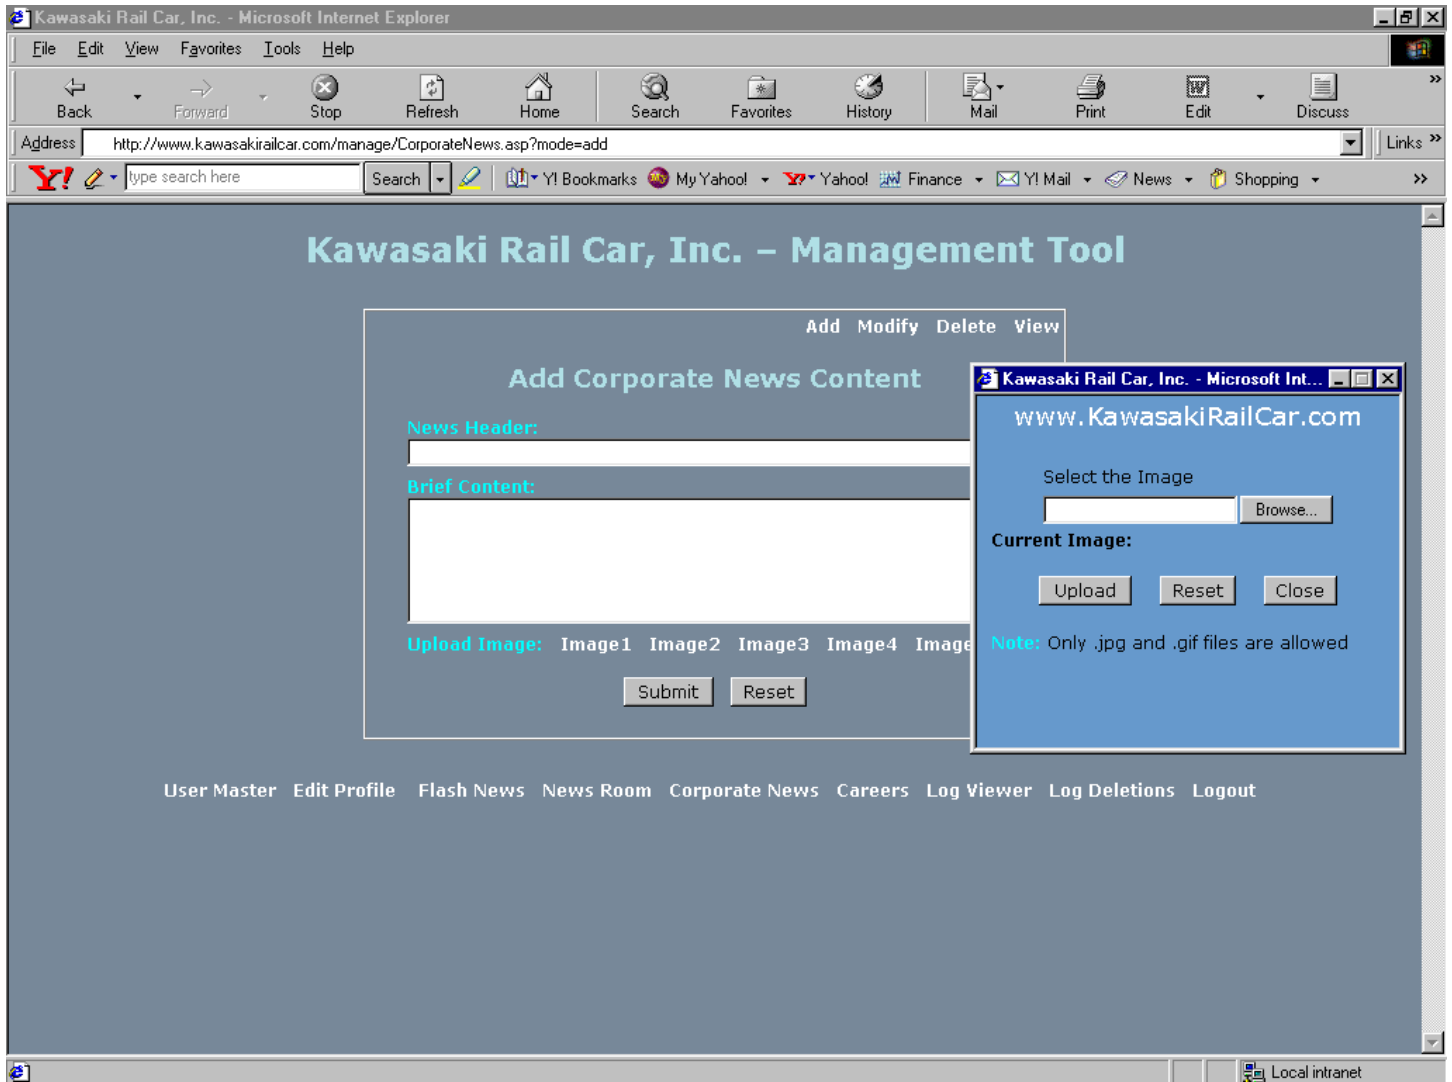 Kawasaki Rail Car, Inc. - Microsoft Internet Explorer
File Edit View Favorites Tools Help
Back Forward Stop Refresh Home Search Favorites History Mail Print Edit Discuss »
Address http://www.kawasakirailcar.com/manage/CorporateNews.asp?mode=add Links »
Y! type search here Search Y! Bookmarks My Yahoo! Y? Yahoo! Finance Y! Mail News Shopping »
Kawasaki Rail Car, Inc. – Management Tool
Add Modify Delete View
Add Corporate News Content
News Header:
Brief Content:
Upload Image: Image1 Image2 Image3 Image4 Image
Submit Reset
Kawasaki Rail Car, Inc. - Microsoft Int...
www.KawasakiRailCar.com
Select the Image
Browse...
Current Image:
Upload Reset Close
Note: Only .jpg and .gif files are allowed
User Master Edit Profile Flash News News Room Corporate News Careers Log Viewer Log Deletions Logout
Local intranet